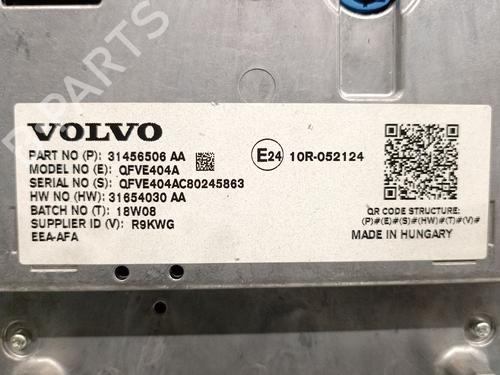 VOLVO
PART NO (P): 31456506 AA
MODEL NO (E): QFVE404A
SERIAL NO (S): QFVE404AC80245863
HW NO (HW): 31654030 AA
BATCH NO (T): 18W08
SUPPLIER ID (V): R9KWG
EEA-AFA
E24 10R-052124
QR CODE STRUCTURE:
(P)#(E)#(S)#(HW)#(T)#(V)#
MADE IN HUNGARY